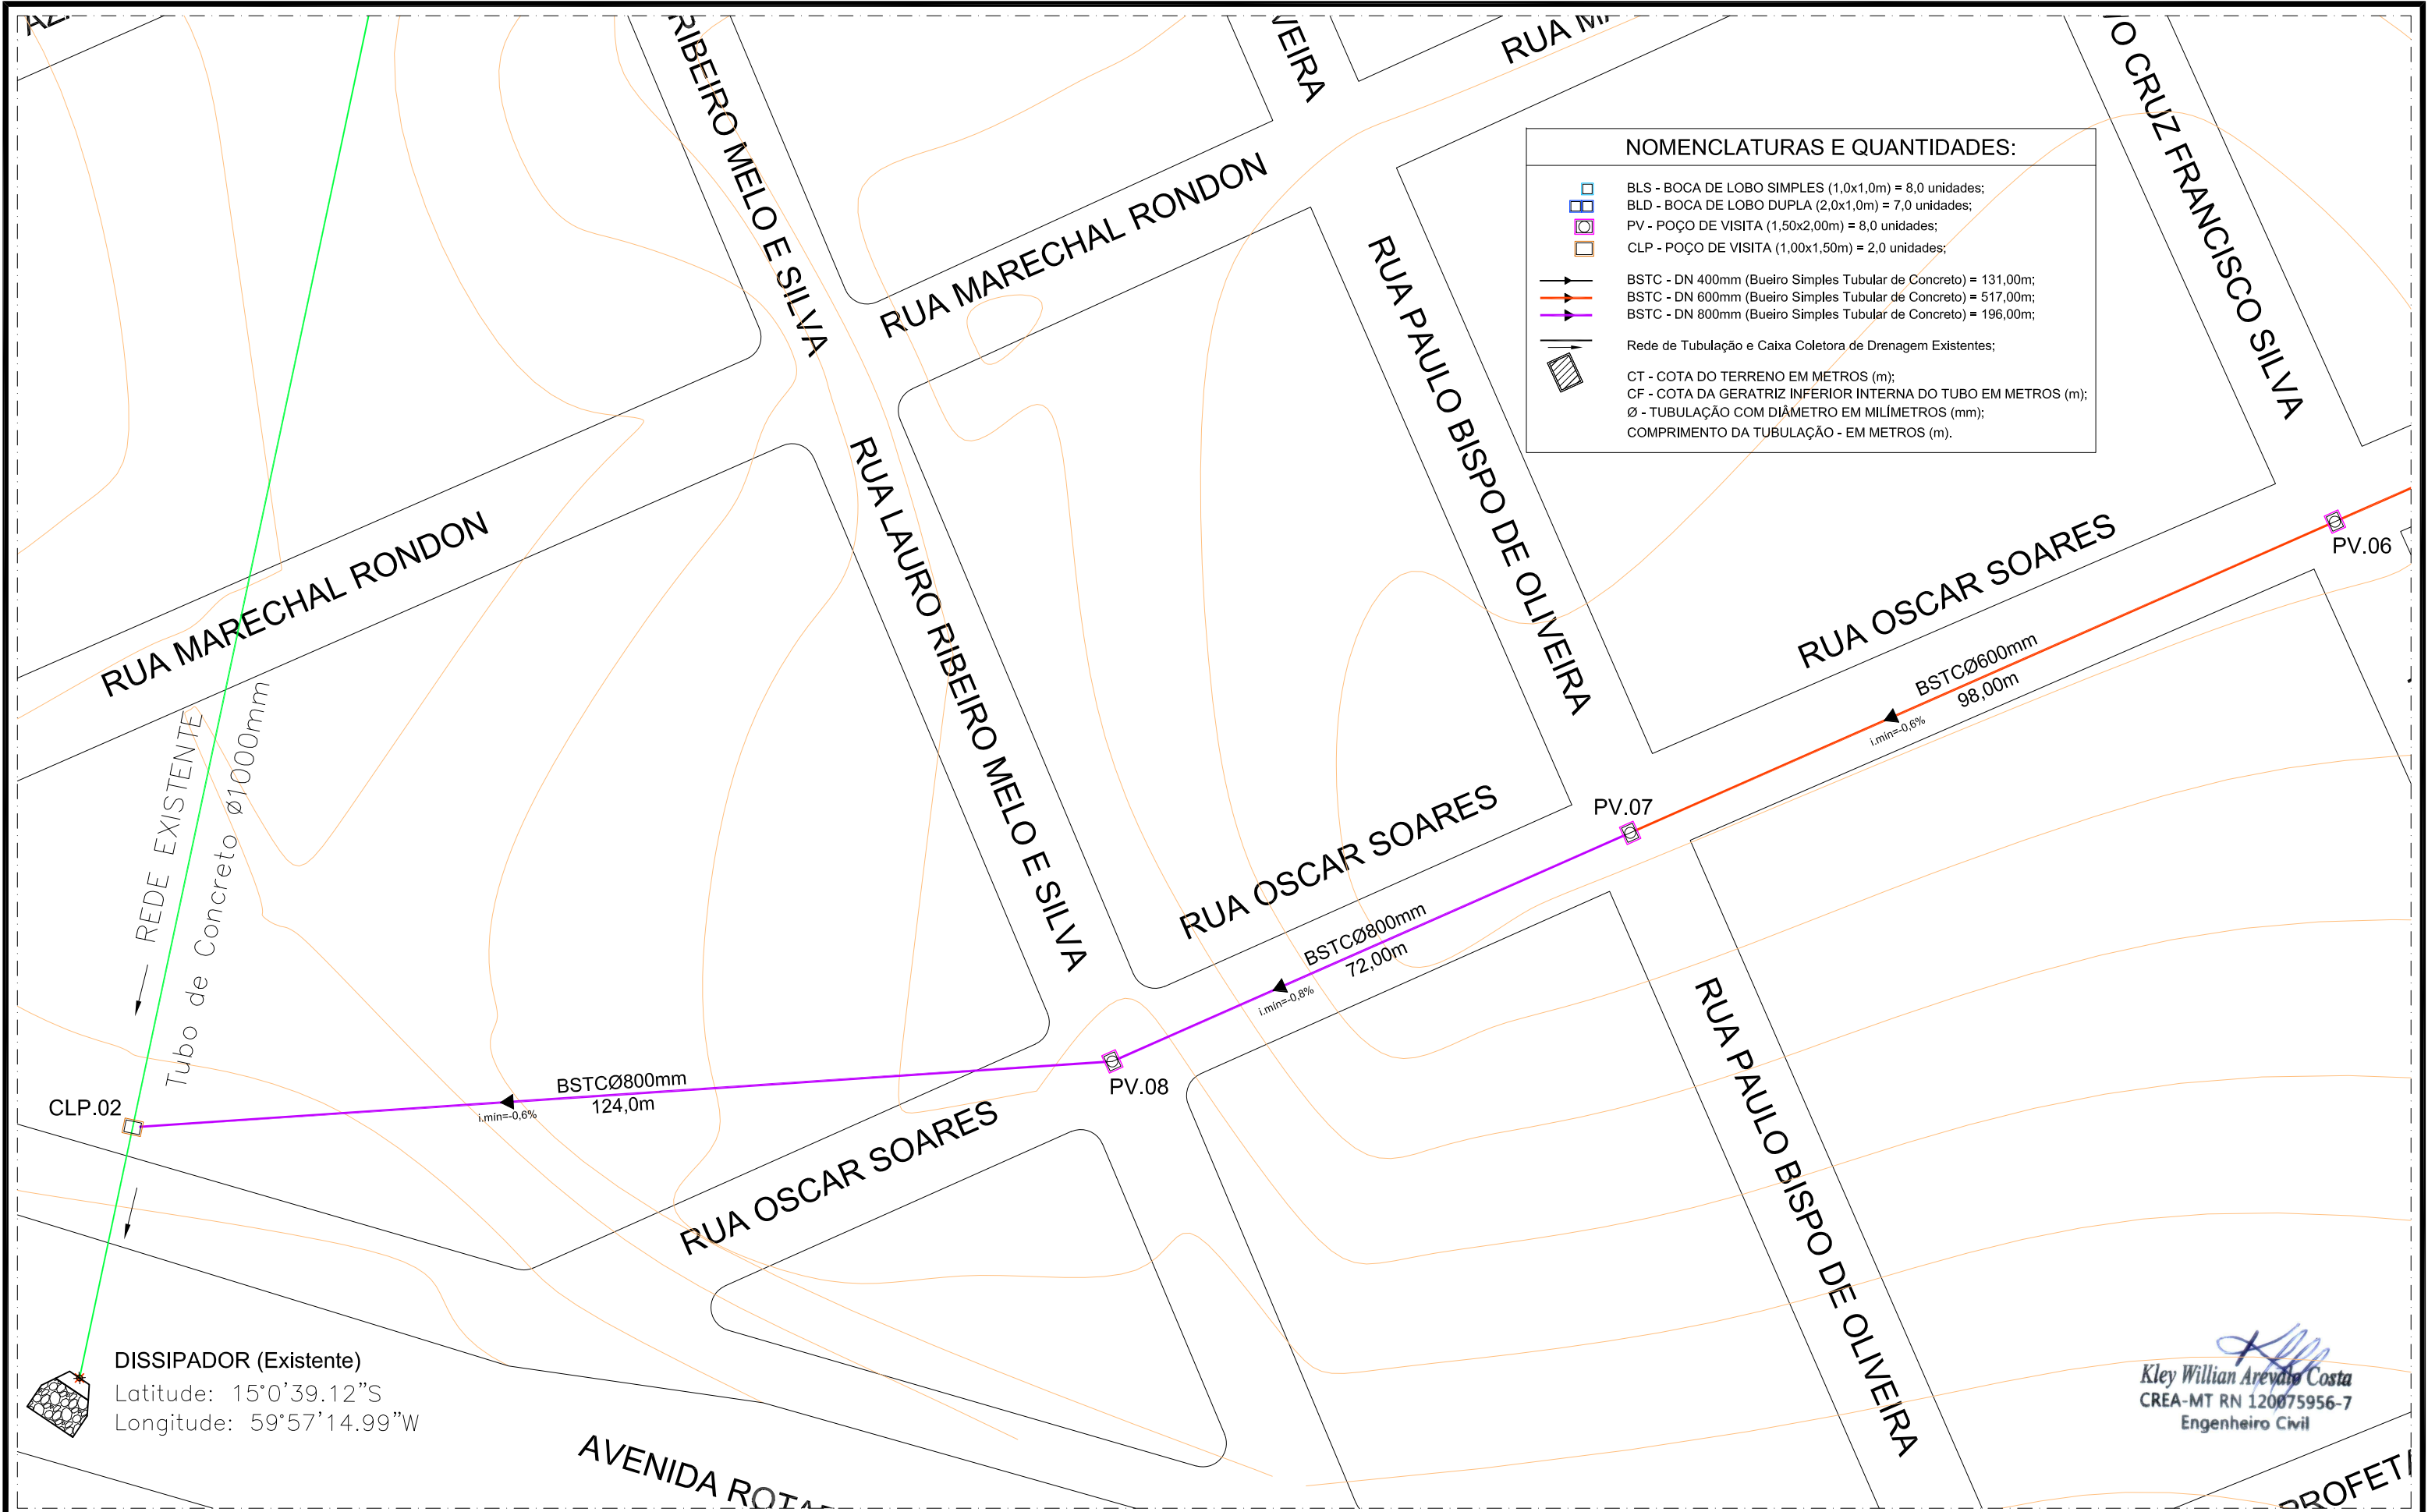 RIBEIRO MELO E SILVA
RUA MARECHAL RONDON
NOMENCLATURAS E QUANTIDADES:
BLS - BOCA DE LOBO SIMPLES (1,0x1,0m) = 8,0 unidades;
BLD - BOCA DE LOBO DUPLA (2,0x1,0m) = 7,0 unidades;
PV - POÇO DE VISITA (1,50x2,00m) = 8,0 unidades;
CLP - POÇO DE VISITA (1,00x1,50m) = 2,0 unidades;
BSTC - DN 400mm (Bueiro Simples Tubular de Concreto) = 131,00m;
BSTC - DN 600mm (Bueiro Simples Tubular de Concreto) = 517,00m;
BSTC - DN 800mm (Bueiro Simples Tubular de Concreto) = 196,00m;
Rede de Tubulação e Caixa Coletora de Drenagem Existentes;
CT - COTA DO TERRENO EM METROS (m);
CF - COTA DA GERATRIZ INFERIOR INTERNA DO TUBO EM METROS (m);
Ø - TUBULAÇÃO COM DIÂMETRO EM MILÍMETROS (mm);
COMPRIMENTO DA TUBULAÇÃO - EM METROS (m).
CRUZ FRANCISCO SILVA
RUA PAULO BISPO DE OLIVEIRA
RUA LAURO RIBEIRO MELO E SILVA
RUA MARECHAL RONDON
RUA OSCAR SOARES
PV.06
BSTCØ600mm
98,00m
i.min=-0,6%
PV.07
RUA OSCAR SOARES
BSTCØ800mm
72,00m
i.min=-0,8%
REDE EXISTENTE
Tubo de Concreto ø1000mm
PV.08
BSTCØ800mm
124,0m
i.min=-0,6%
CLP.02
RUA OSCAR SOARES
RUA PAULO BISPO DE OLIVEIRA
DISSIPADOR (Existente)
Latitude: 15°0'39.12"S
Longitude: 59°57'14.99"W
AVENIDA
Kley Willian Arevalo Costa
CREA-MT RN 120075956-7
Engenheiro Civil